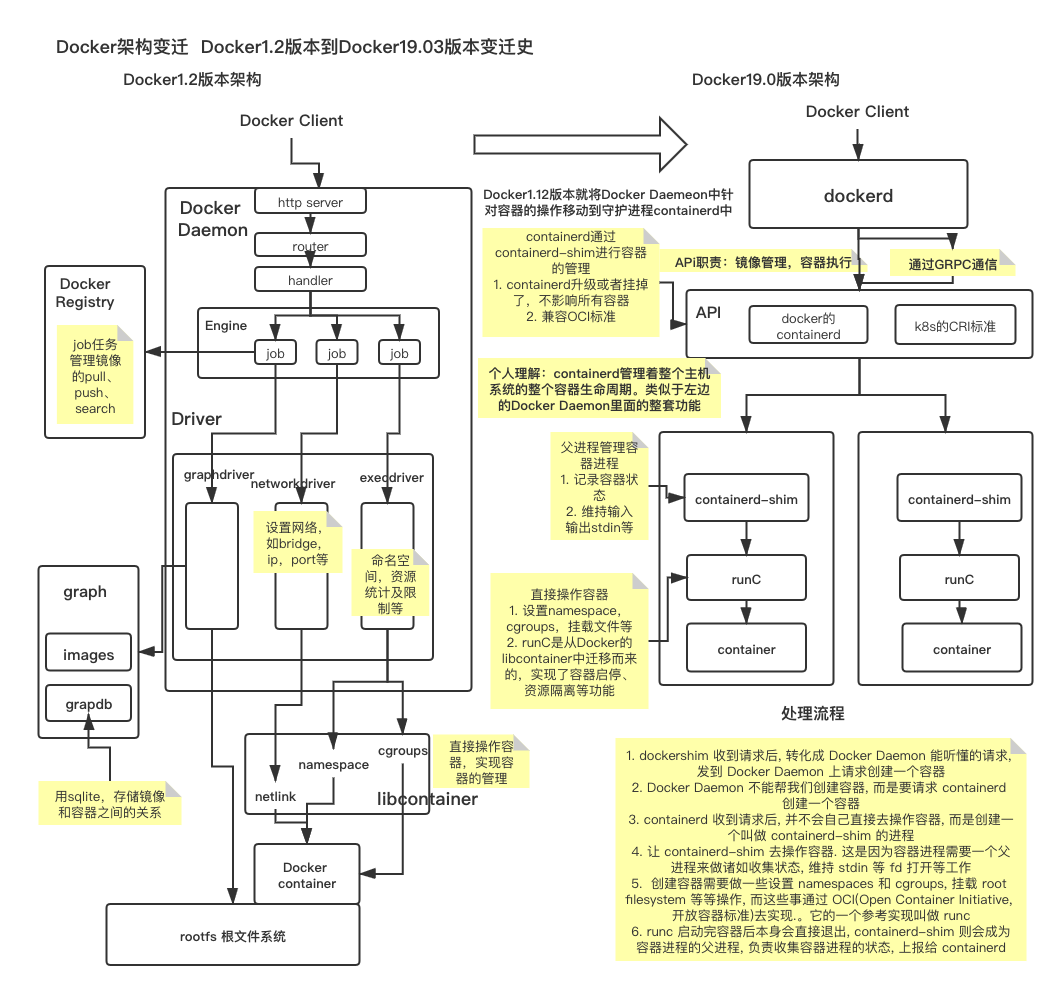 Docker架构变迁  Docker1.2版本到Docker19.03版本变迁史
Docker1.2版本架构
Docker Client
http server
Docker
Daemon
router
handler
Engine
job
job
job
Docker
Registry
job任务
管理镜像
的pull、
push、
search
Driver
graphdriver
networkdriver
execdriver
设置网络，
如bridge，
ip，port等
命名空
间，资源
统计及限
制等
graph
images
grapdb
用sqlite，存储镜像
和容器之间的关系
cgroups
namespace
netlink
libcontainer
直接操作容
器，实现容
器的管理
Docker
container
rootfs 根文件系统
Docker19.0版本架构
Docker Client
dockerd
Docker1.12版本就将Docker Daemeon中针
对容器的操作移动到守护进程containerd中
containerd通过
containerd-shim进行容器
的管理
1. containerd升级或者挂掉
了，不影响所有容器
2. 兼容OCI标准
APi职责：镜像管理，容器执行
通过GRPC通信
API
docker的
containerd
k8s的CRI标准
个人理解：containerd管理着整个主机
系统的整个容器生命周期。类似于左边
的Docker Daemon里面的整套功能
父进程管理容
器进程
1. 记录容器状
态
2. 维持输入
输出stdin等
containerd-shim
runC
container
containerd-shim
runC
container
直接操作容器
1. 设置namespace，
cgroups，挂载文件等
2. runC是从Docker的
libcontainer中迁移而来
的，实现了容器启停、
资源隔离等功能
处理流程
1. dockershim 收到请求后, 转化成 Docker Daemon 能听懂的请求,
发到 Docker Daemon 上请求创建一个容器
2. Docker Daemon 不能帮我们创建容器, 而是要请求 containerd
创建一个容器
3. containerd 收到请求后, 并不会自己直接去操作容器, 而是创建一
个叫做 containerd-shim 的进程
4. 让 containerd-shim 去操作容器. 这是因为容器进程需要一个父
进程来做诸如收集状态, 维持 stdin 等 fd 打开等工作
5.  创建容器需要做一些设置 namespaces 和 cgroups, 挂载 root
filesystem 等等操作, 而这些事通过 OCI(Open Container Initiative,
开放容器标准)去实现.。它的一个参考实现叫做 runc
6. runc 启动完容器后本身会直接退出, containerd-shim 则会成为
容器进程的父进程, 负责收集容器进程的状态, 上报给 containerd